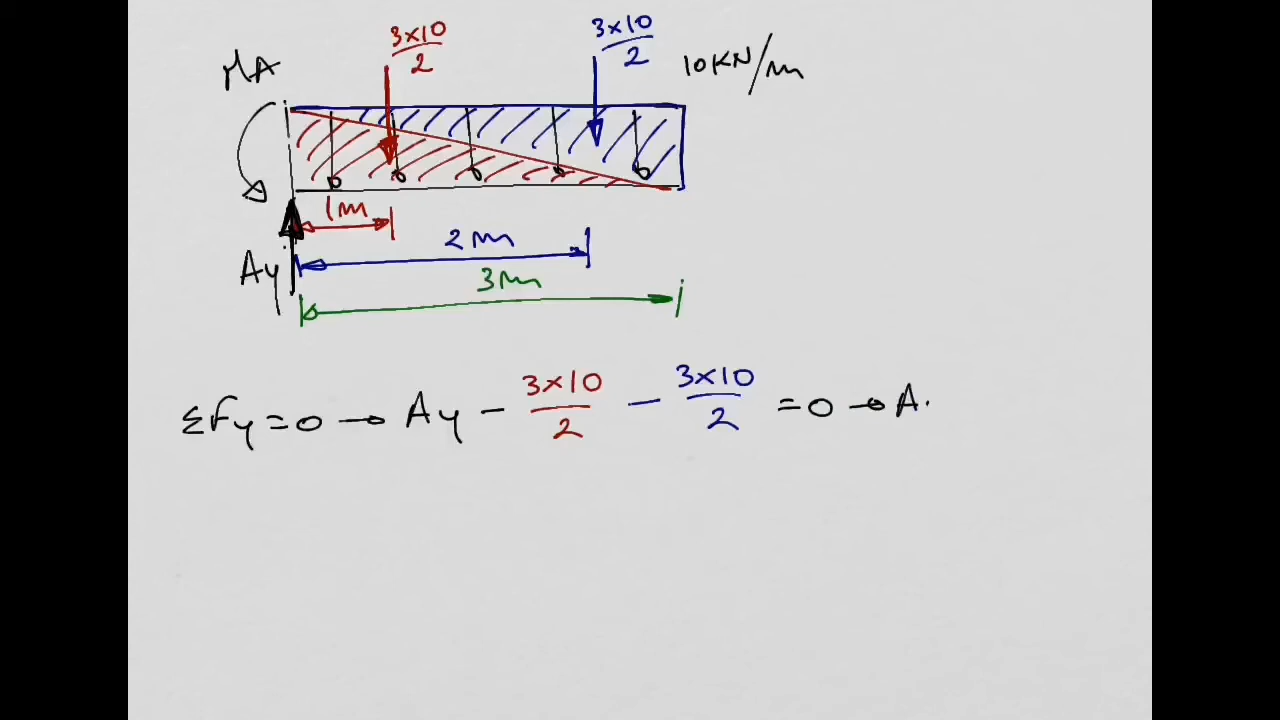 3×10/2 3×10/2
MA 10KN/m
1m
2m
Ay 3m
ΣFy=0 → Ay - 3×10/2 - 3×10/2 =0 → A.